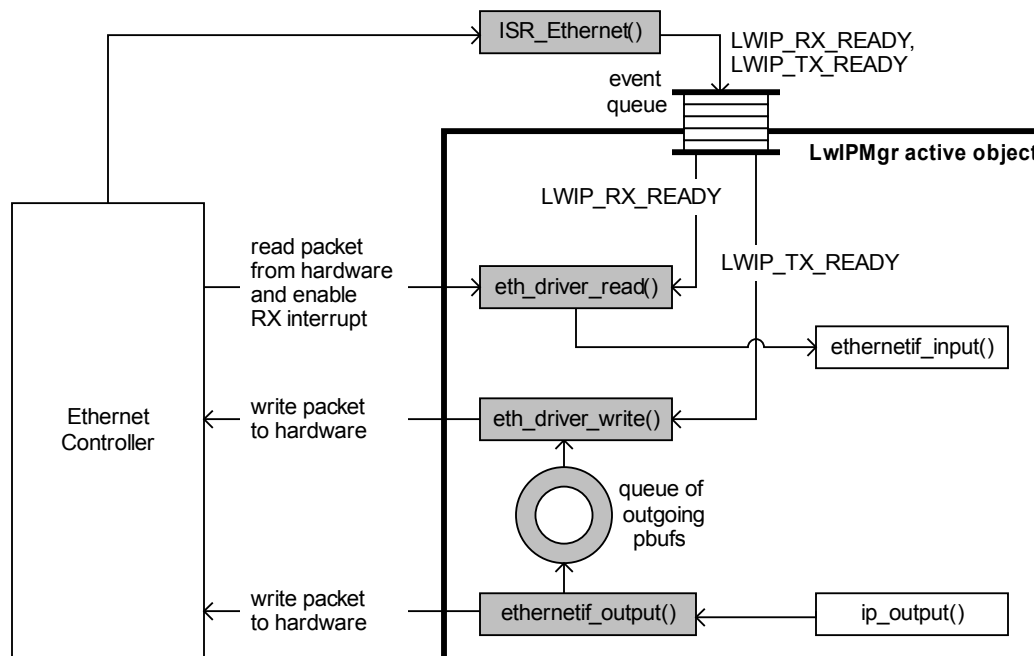 ISR_Ethernet()
LWIP_RX_READY,
LWIP_TX_READY
event
queue
LwIPMgr active object
LWIP_RX_READY
LWIP_TX_READY
read packet
from hardware
and enable
RX interrupt
eth_driver_read()
ethernetif_input()
Ethernet
Controller
write packet
to hardware
eth_driver_write()
queue of
outgoing
pbufs
write packet
to hardware
ethernetif_output()
ip_output()